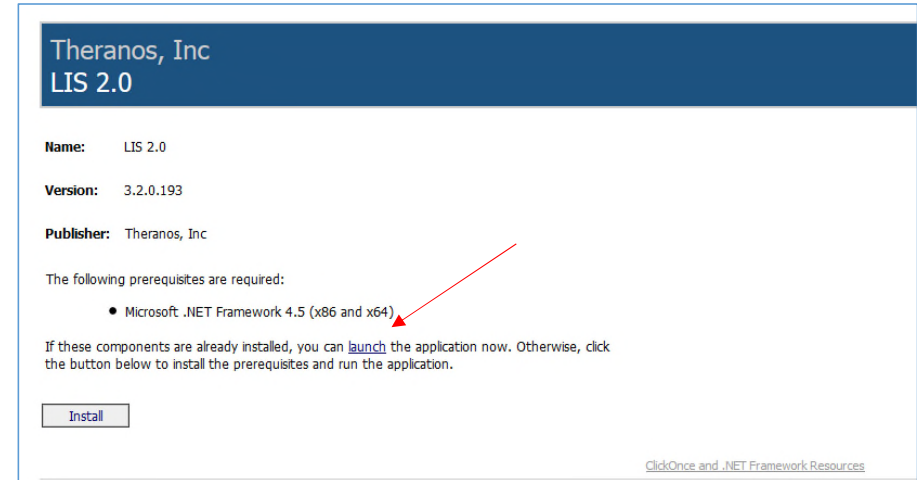 Theranos, Inc
LIS 2.0
Name: LIS 2.0
Version: 3.2.0.193
Publisher: Theranos, Inc
The following prerequisites are required:
• Microsoft .NET Framework 4.5 (x86 and x64)
If these components are already installed, you can launch the application now. Otherwise, click
the button below to install the prerequisites and run the application.
Install
ClickOnce and .NET Framework Resources